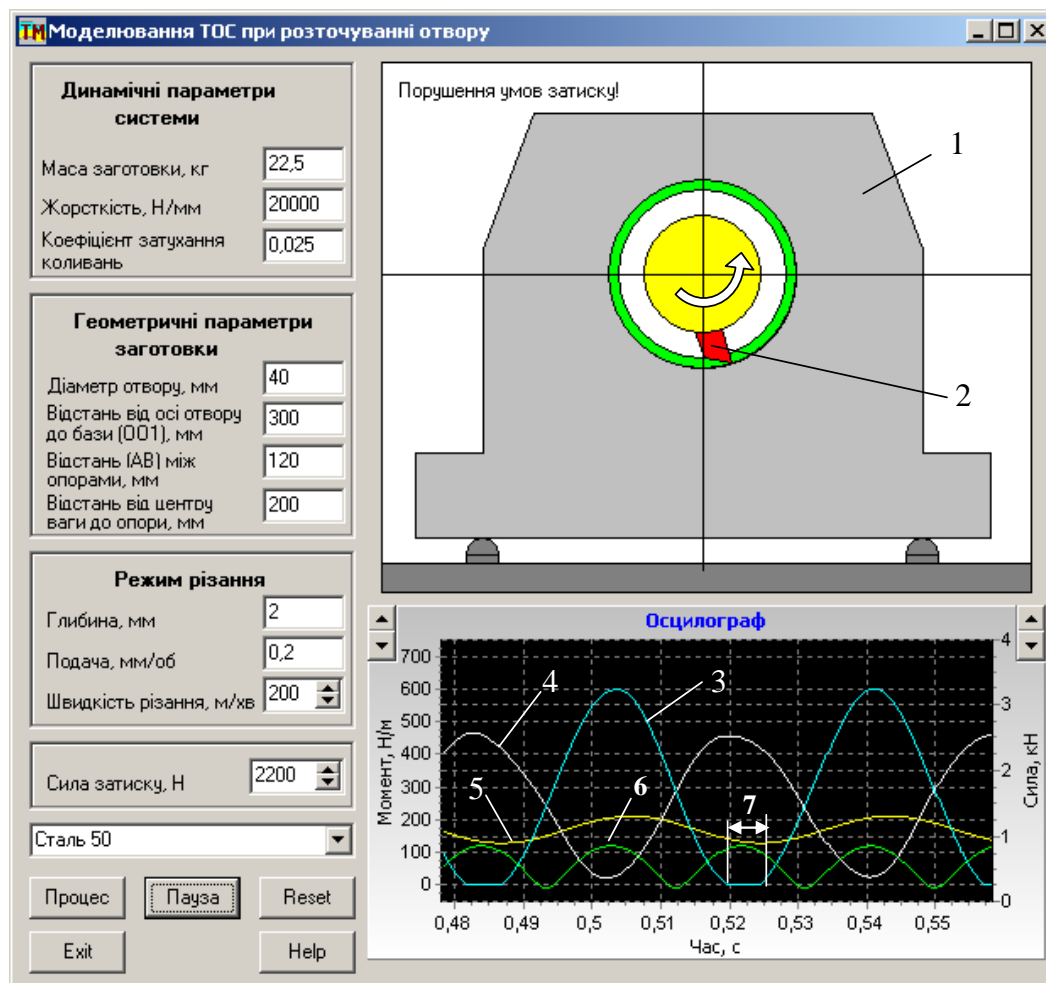 ТМ Моделювання ТОС при розточуванні отвору
Динамічні параметри
системи
Маса заготовки, кг 22,5
Жорсткість, Н/мм 20000
Коефіцієнт затухання
коливань 0,025
Геометричні параметри
заготовки
Діаметр отвору, мм 40
Відстань від осі отвору
до бази (ОО1), мм 300
Відстань (АВ) між
опорами, мм 120
Відстань від центру
ваги до опори, мм 200
Режим різання
Глибина, мм 2
Подача, мм/об 0,2
Швидкість різання, м/хв 200
Сила затиску, Н 2200
Сталь 50
Процес Пауза Reset
Exit Help
Порушення умов затиску!
1
2
Осцилограф
Момент, Н/м
700
600
500
400
300
200
100
0
4
3
2
1
0
Сила, кН
4 3
5 6 7
0,48 0,49 0,5 0,51 0,52 0,53 0,54 0,55
Час, с